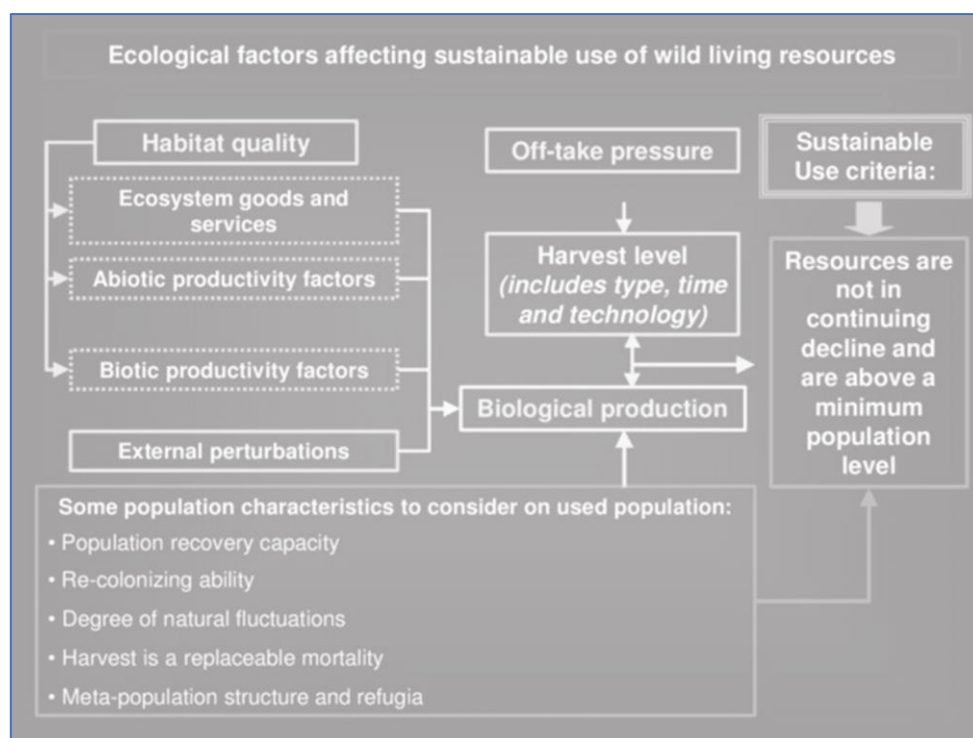 Ecological factors affecting sustainable use of wild living resources
Habitat quality
Ecosystem goods and
services
Abiotic productivity factors
Biotic productivity factors
External perturbations
Off-take pressure
Harvest level
(includes type, time
and technology)
Biological production
Sustainable
Use criteria:
Resources are
not in
continuing
decline and
are above a
minimum
population
level
Some population characteristics to consider on used population:
• Population recovery capacity
• Re-colonizing ability
• Degree of natural fluctuations
• Harvest is a replaceable mortality
• Meta-population structure and refugia